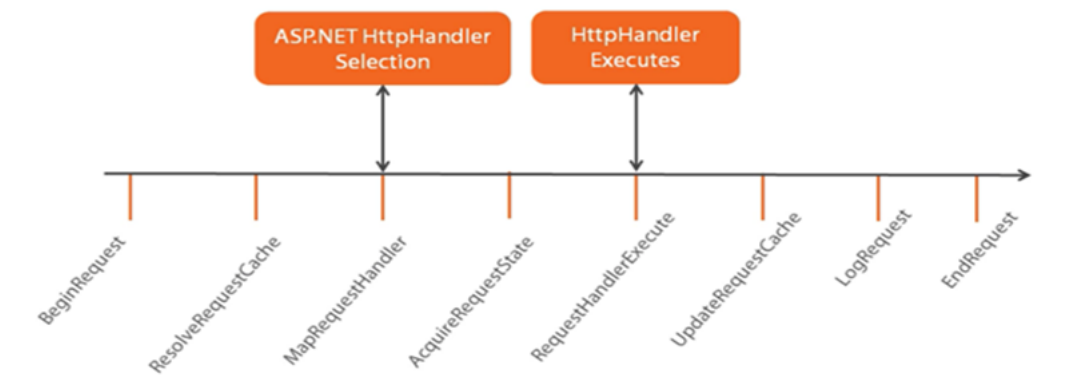 ASP.NET HttpHandler
Selection
HttpHandler
Executes
BeginRequest
ResolveRequestCache
MapRequestHandler
AcquireRequestState
RequestHandlerExecute
UpdateRequestCache
LogRequest
EndRequest